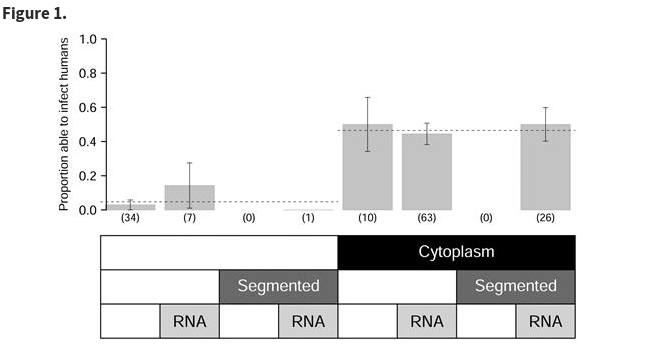 Figure 1.
Proportion able to infect humans
1.0
0.8
0.6
0.4
0.2
0.0
(34) (7) (0) (1) (10) (63) (0) (26)
Cytoplasm
Segmented Segmented
RNA RNA RNA RNA